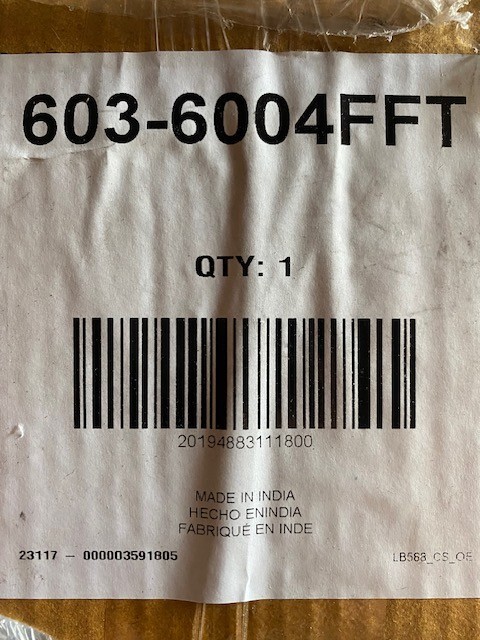 603-6004FFT
QTY: 1
20194883111800
MADE IN INDIA
HECHO ENINDIA
FABRIQUÉ EN INDE
23117 - 000003591805
LB563_CS_OE